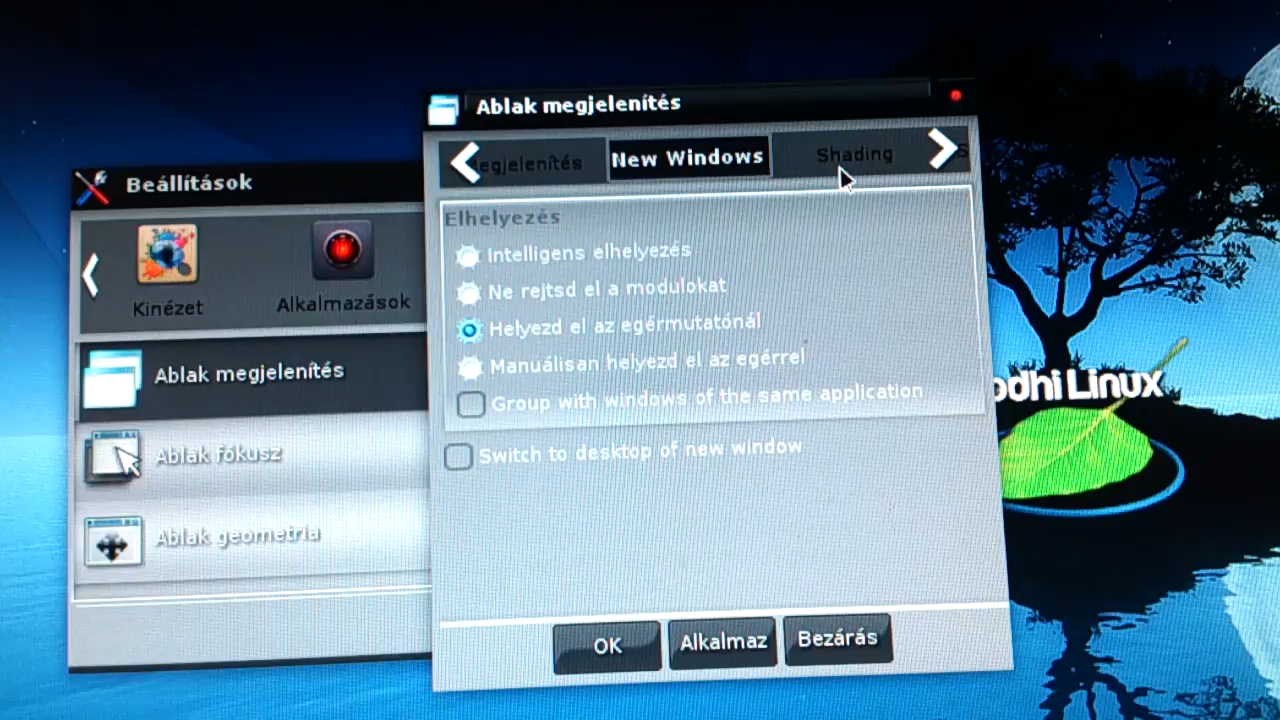 Ablak megjelenítés
egjelenítés New Windows Shading S
Beállítások
Kinézet Alkalmazások
Ablak megjelenítés
Ablak fókusz
Ablak geometria
Elhelyezés
Intelligens elhelyezés
Ne rejtsd el a modulokat
Helyezd el az egérmutatónál
Manuálisan helyezd el az egérrel
Group with windows of the same application
Switch to desktop of new window
OK Alkalmaz Bezárás
odhi Linux